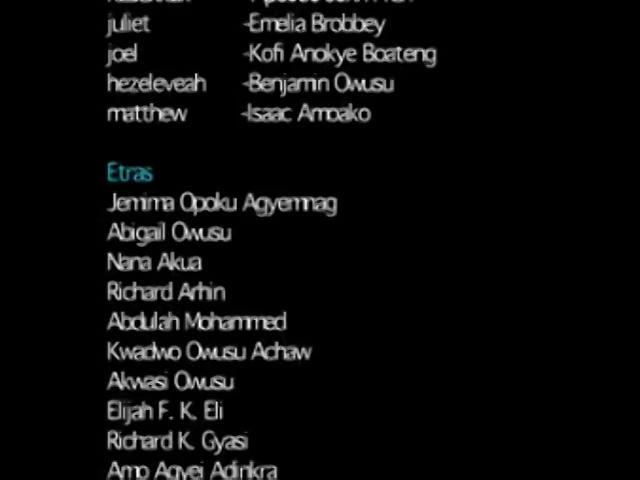 juliet -Emelia Brobbey
joel -Kofi Anokye Boateng
hezeleveah -Benjamin Owusu
matthew -Isaac Amoako
Etras
Jemima Opoku Agyemnag
Abigail Owusu
Nana Akua
Richard Arhin
Abdulah Mohammed
Kwadwo Owusu Achaw
Akwasi Owusu
Elijah F. K. Eli
Richard K. Gyasi
Amo Agyei Adinkra